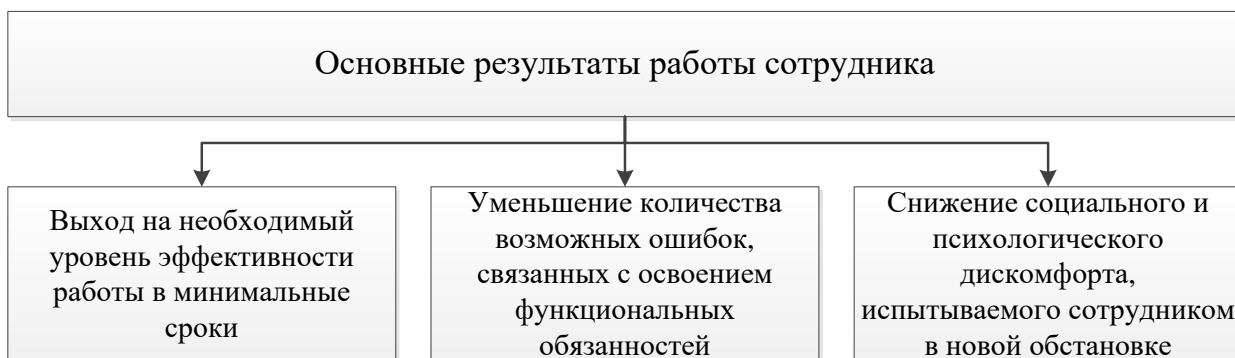 Основные результаты работы сотрудника
Выход на необходимый
уровень эффективности
работы в минимальные
сроки
Уменьшение количества
возможных ошибок,
связанных с освоением
функциональных
обязанностей
Снижение социального и
психологического
дискомфорта,
испытываемого сотрудником
в новой обстановке